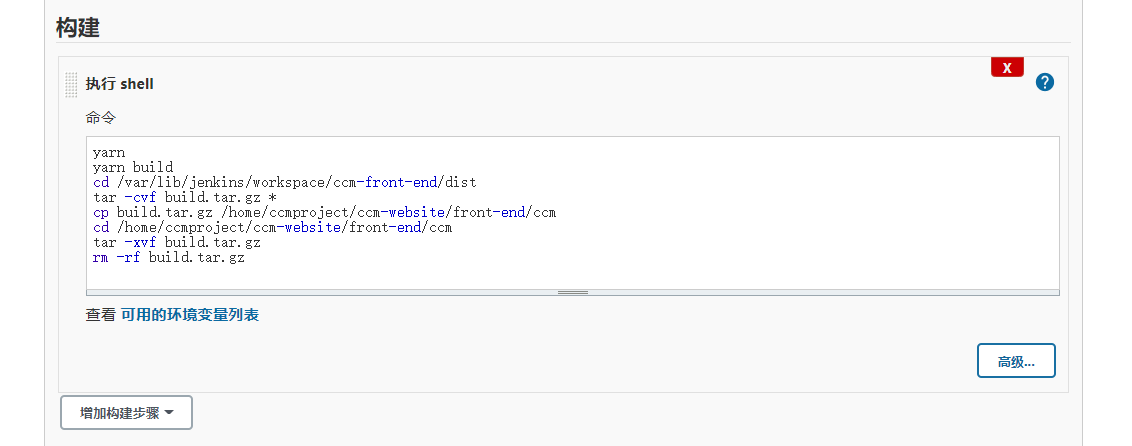 构建
X
执行 shell
?
命令
yarn
yarn build
cd /var/lib/jenkins/workspace/ccm-front-end/dist
tar -cvf build.tar.gz *
cp build.tar.gz /home/ccmproject/ccm-website/front-end/ccm
cd /home/ccmproject/ccm-website/front-end/ccm
tar -xvf build.tar.gz
rm -rf build.tar.gz
查看 可用的环境变量列表
高级...
增加构建步骤